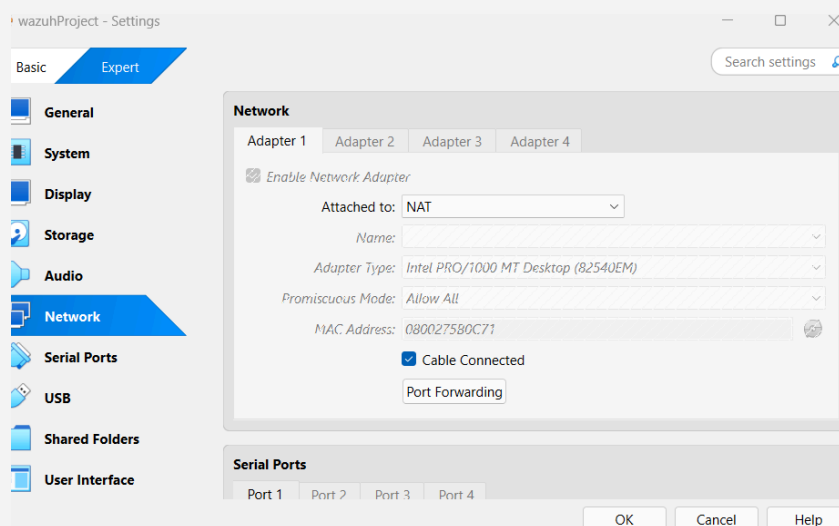 wazuhProject - Settings
Basic
Expert
Search settings
General
System
Display
Storage
Audio
Network
Serial Ports
USB
Shared Folders
User Interface
Network
Adapter 1 Adapter 2 Adapter 3 Adapter 4
Enable Network Adapter
Attached to: NAT
Name:
Adapter Type: Intel PRO/1000 MT Desktop (82540EM)
Promiscuous Mode: Allow All
MAC Address: 080027580C71
Cable Connected
Port Forwarding
Serial Ports
Port 1 Port 2 Port 3 Port 4
OK Cancel Help